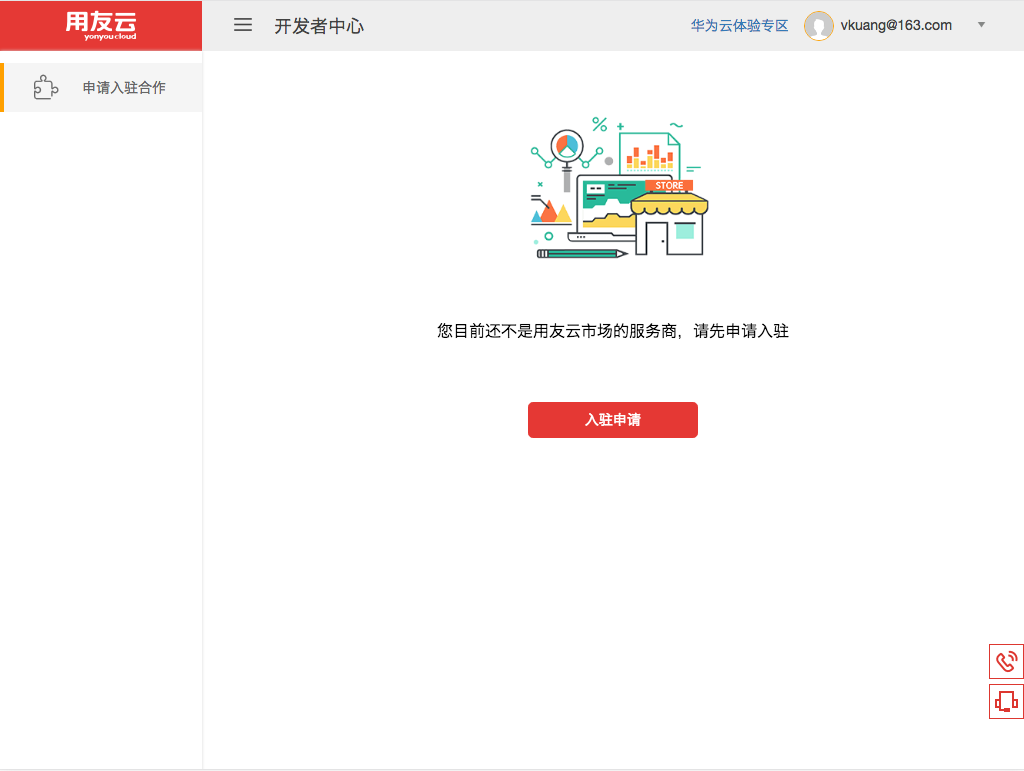 用友云
yonyoucloud
开发者中心
华为云体验专区
vkuang@163.com
申请入驻合作
STORE
您目前还不是用友云市场的服务商，请先申请入驻
入驻申请